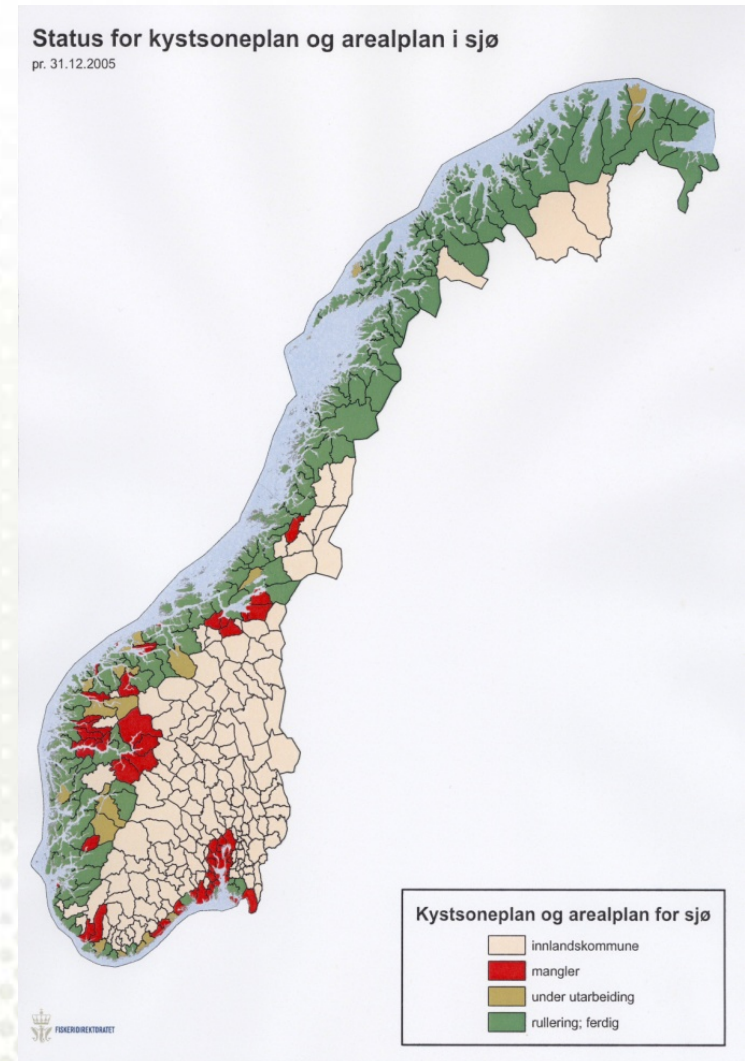 Status for kystsoneplan og arealplan i sjø
pr. 31.12.2005
Kystsoneplan og arealplan for sjø
innlandskommune
mangler
under utarbeiding
rullering; ferdig
FISKERIDIREKTORATET